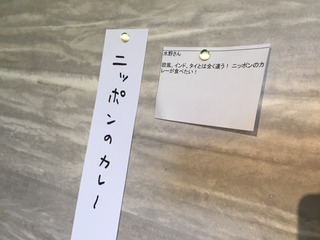 ニッポンのカレー
水野さん
欧風、インド、タイとは全く違う! ニッポンのカ
レーが食べたい!